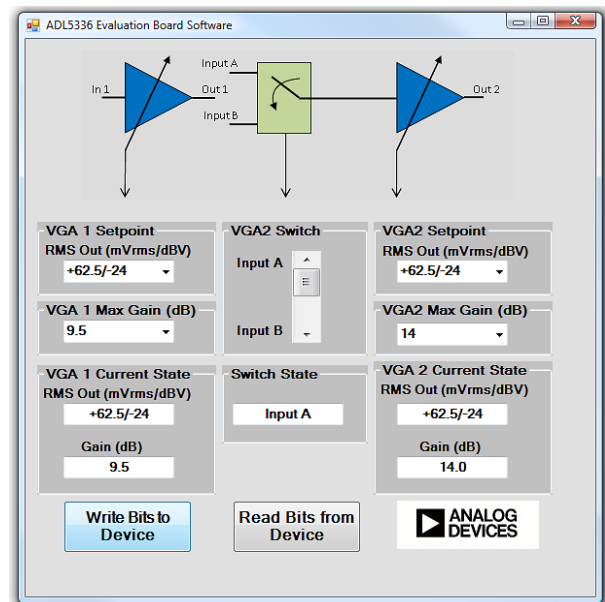 ADL5336 Evaluation Board Software
Input A
In 1
Out 1
Out 2
Input B
VGA 1 Setpoint
RMS Out (mVrms/dBV)
+62.5/-24
VGA 1 Max Gain (dB)
9.5
VGA2 Switch
Input A
Input B
VGA2 Setpoint
RMS Out (mVrms/dBV)
+62.5/-24
VGA2 Max Gain (dB)
14
VGA 1 Current State
RMS Out (mVrms/dBV)
+62.5/-24
Gain (dB)
9.5
Switch State
Input A
VGA 2 Current State
RMS Out (mVrms/dBV)
+62.5/-24
Gain (dB)
14.0
Write Bits to
Device
Read Bits from
Device
ANALOG
DEVICES